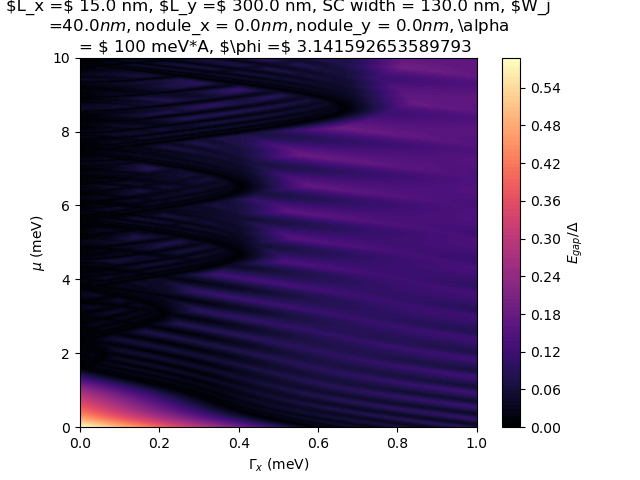 $L_x =$ 15.0 nm, $L_y =$ 300.0 nm, SC width = 130.0 nm, $W_j
=40.0nm, nodule_x = 0.0nm, nodule_y = 0.0nm, \alpha
= $ 100 meV*A, $\phi =$ 3.141592653589793
10
8
6
4
2
0
μ (meV)
0.0 0.2 0.4 0.6 0.8 1.0
Γx (meV)
0.54
0.48
0.42
0.36
0.30
0.24
0.18
0.12
0.06
0.00
Egap/Δ